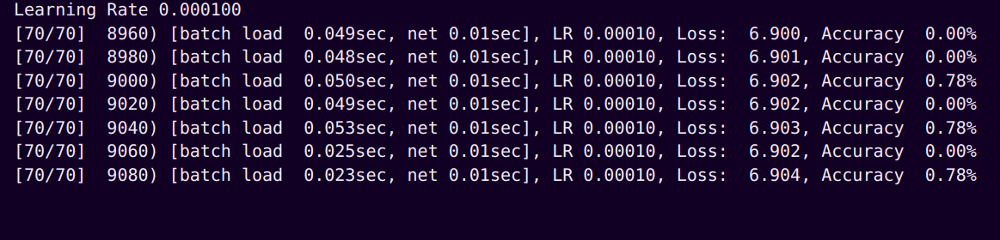 Learning Rate 0.000100
[70/70]  8960) [batch load  0.049sec, net 0.01sec], LR 0.00010, Loss:  6.900, Accuracy  0.00%
[70/70]  8980) [batch load  0.048sec, net 0.01sec], LR 0.00010, Loss:  6.901, Accuracy  0.00%
[70/70]  9000) [batch load  0.050sec, net 0.01sec], LR 0.00010, Loss:  6.902, Accuracy  0.78%
[70/70]  9020) [batch load  0.049sec, net 0.01sec], LR 0.00010, Loss:  6.902, Accuracy  0.00%
[70/70]  9040) [batch load  0.053sec, net 0.01sec], LR 0.00010, Loss:  6.903, Accuracy  0.78%
[70/70]  9060) [batch load  0.025sec, net 0.01sec], LR 0.00010, Loss:  6.902, Accuracy  0.00%
[70/70]  9080) [batch load  0.023sec, net 0.01sec], LR 0.00010, Loss:  6.904, Accuracy  0.78%